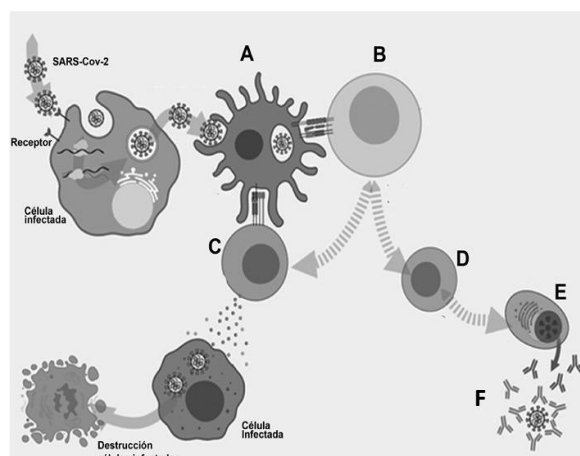 SARS-Cov-2
A
B
Receptor
Célula
infectada
C
D
E
F
Célula
Infectada
Destrucción